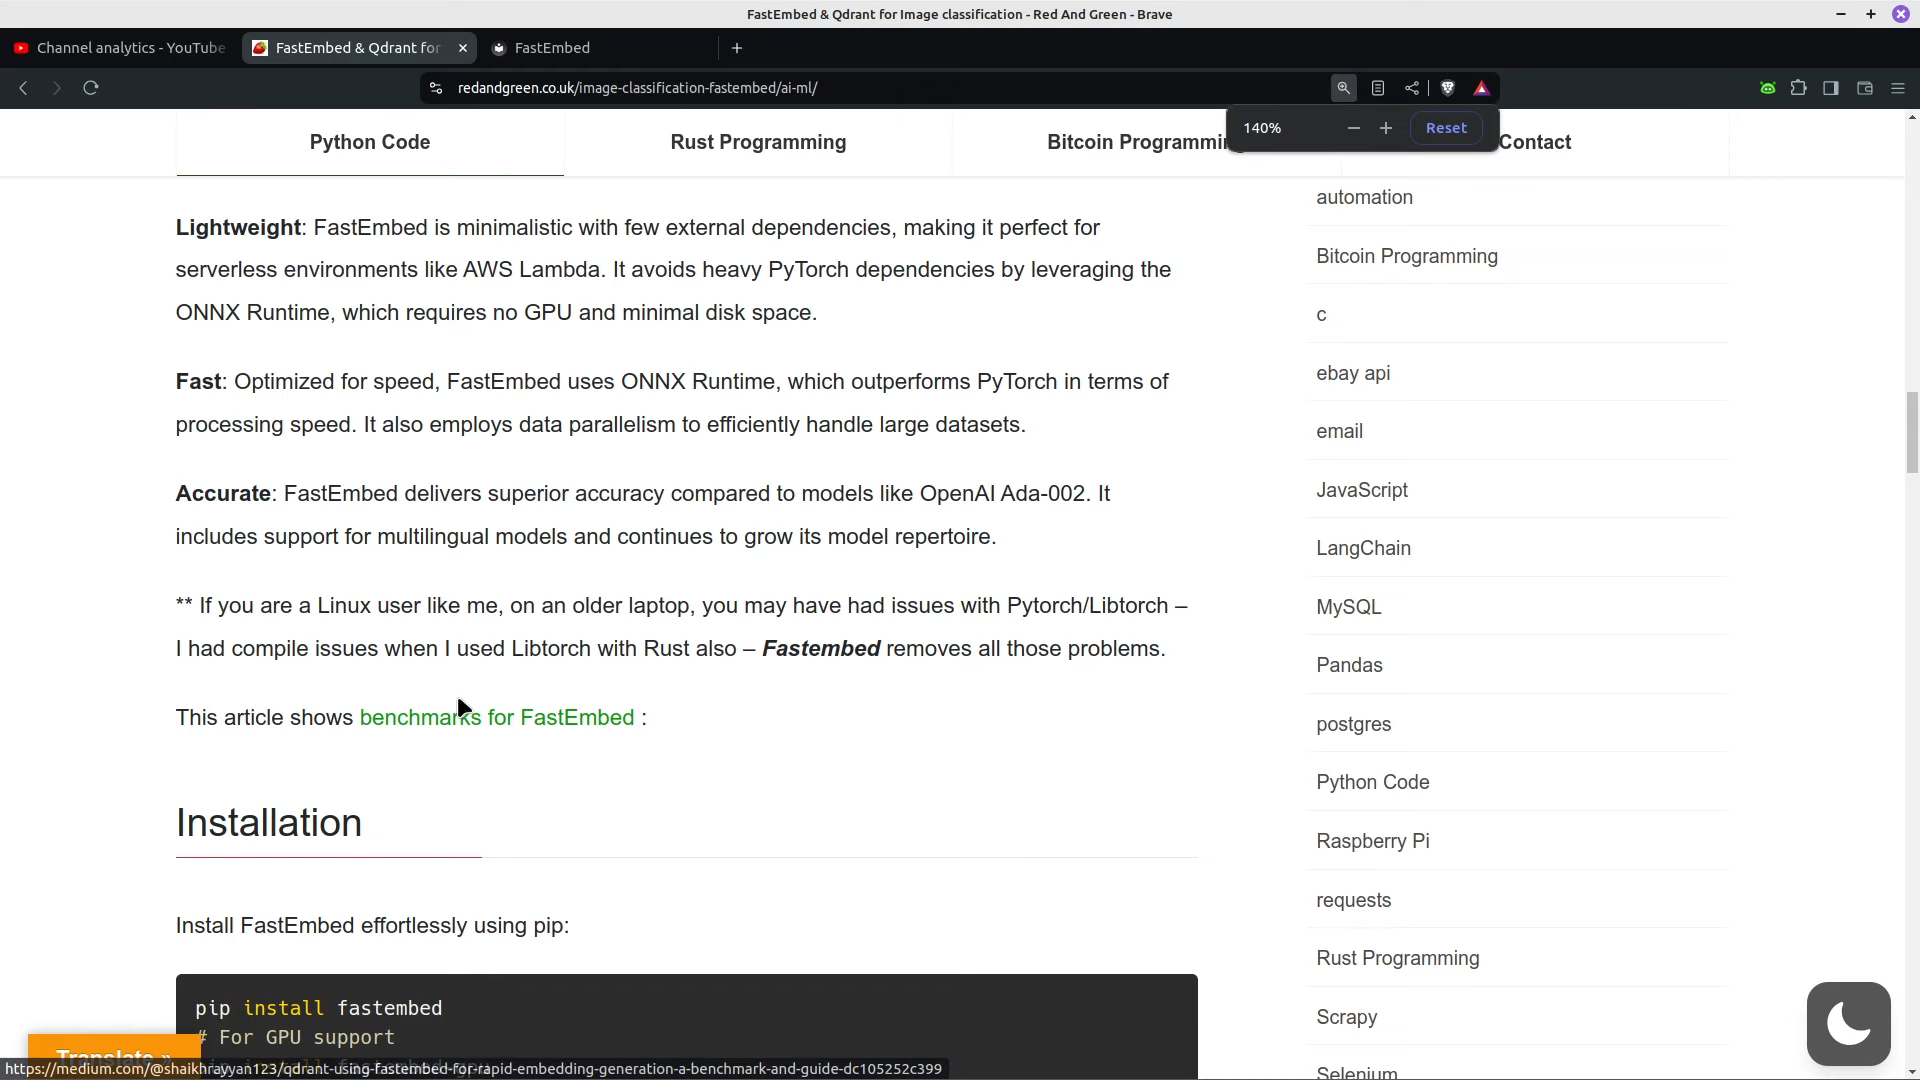 FastEmbed & Qdrant for Image classification - Red And Green - Brave
Channel analytics - YouTube
FastEmbed & Qdrant for
FastEmbed
redandgreen.co.uk/image-classification-fastembed/ai-ml/
140%
Reset
Python Code
Rust Programming
Bitcoin Programming
Contact
Lightweight: FastEmbed is minimalistic with few external dependencies, making it perfect for
serverless environments like AWS Lambda. It avoids heavy PyTorch dependencies by leveraging the
ONNX Runtime, which requires no GPU and minimal disk space.
Fast: Optimized for speed, FastEmbed uses ONNX Runtime, which outperforms PyTorch in terms of
processing speed. It also employs data parallelism to efficiently handle large datasets.
Accurate: FastEmbed delivers superior accuracy compared to models like OpenAI Ada-002. It
includes support for multilingual models and continues to grow its model repertoire.
** If you are a Linux user like me, on an older laptop, you may have had issues with Pytorch/Libtorch –
I had compile issues when I used Libtorch with Rust also – Fastembed removes all those problems.
This article shows benchmarks for FastEmbed :
Installation
Install FastEmbed effortlessly using pip:
pip install fastembed
# For GPU support
Translate »
https://medium.com/@shaikhrayyan123/qdrant-using-fastembed-for-rapid-embedding-generation-a-benchmark-and-guide-dc105252c399
automation
Bitcoin Programming
c
ebay api
email
JavaScript
LangChain
MySQL
Pandas
postgres
Python Code
Raspberry Pi
requests
Rust Programming
Scrapy
Selenium